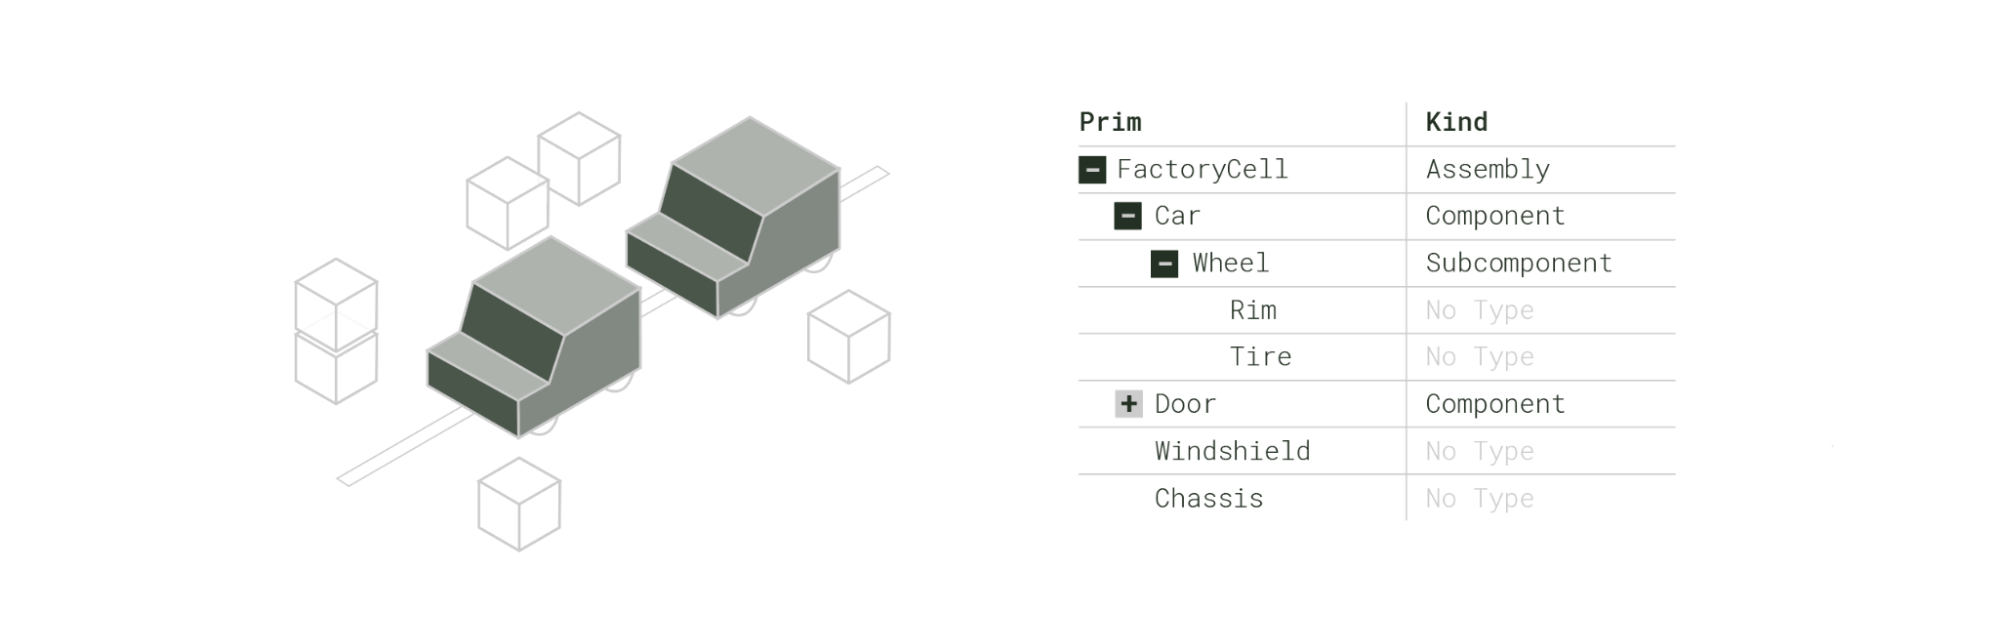 Prim Kind
FactoryCell Assembly
Car Component
Wheel Subcomponent
Rim No Type
Tire No Type
Door Component
Windshield No Type
Chassis No Type